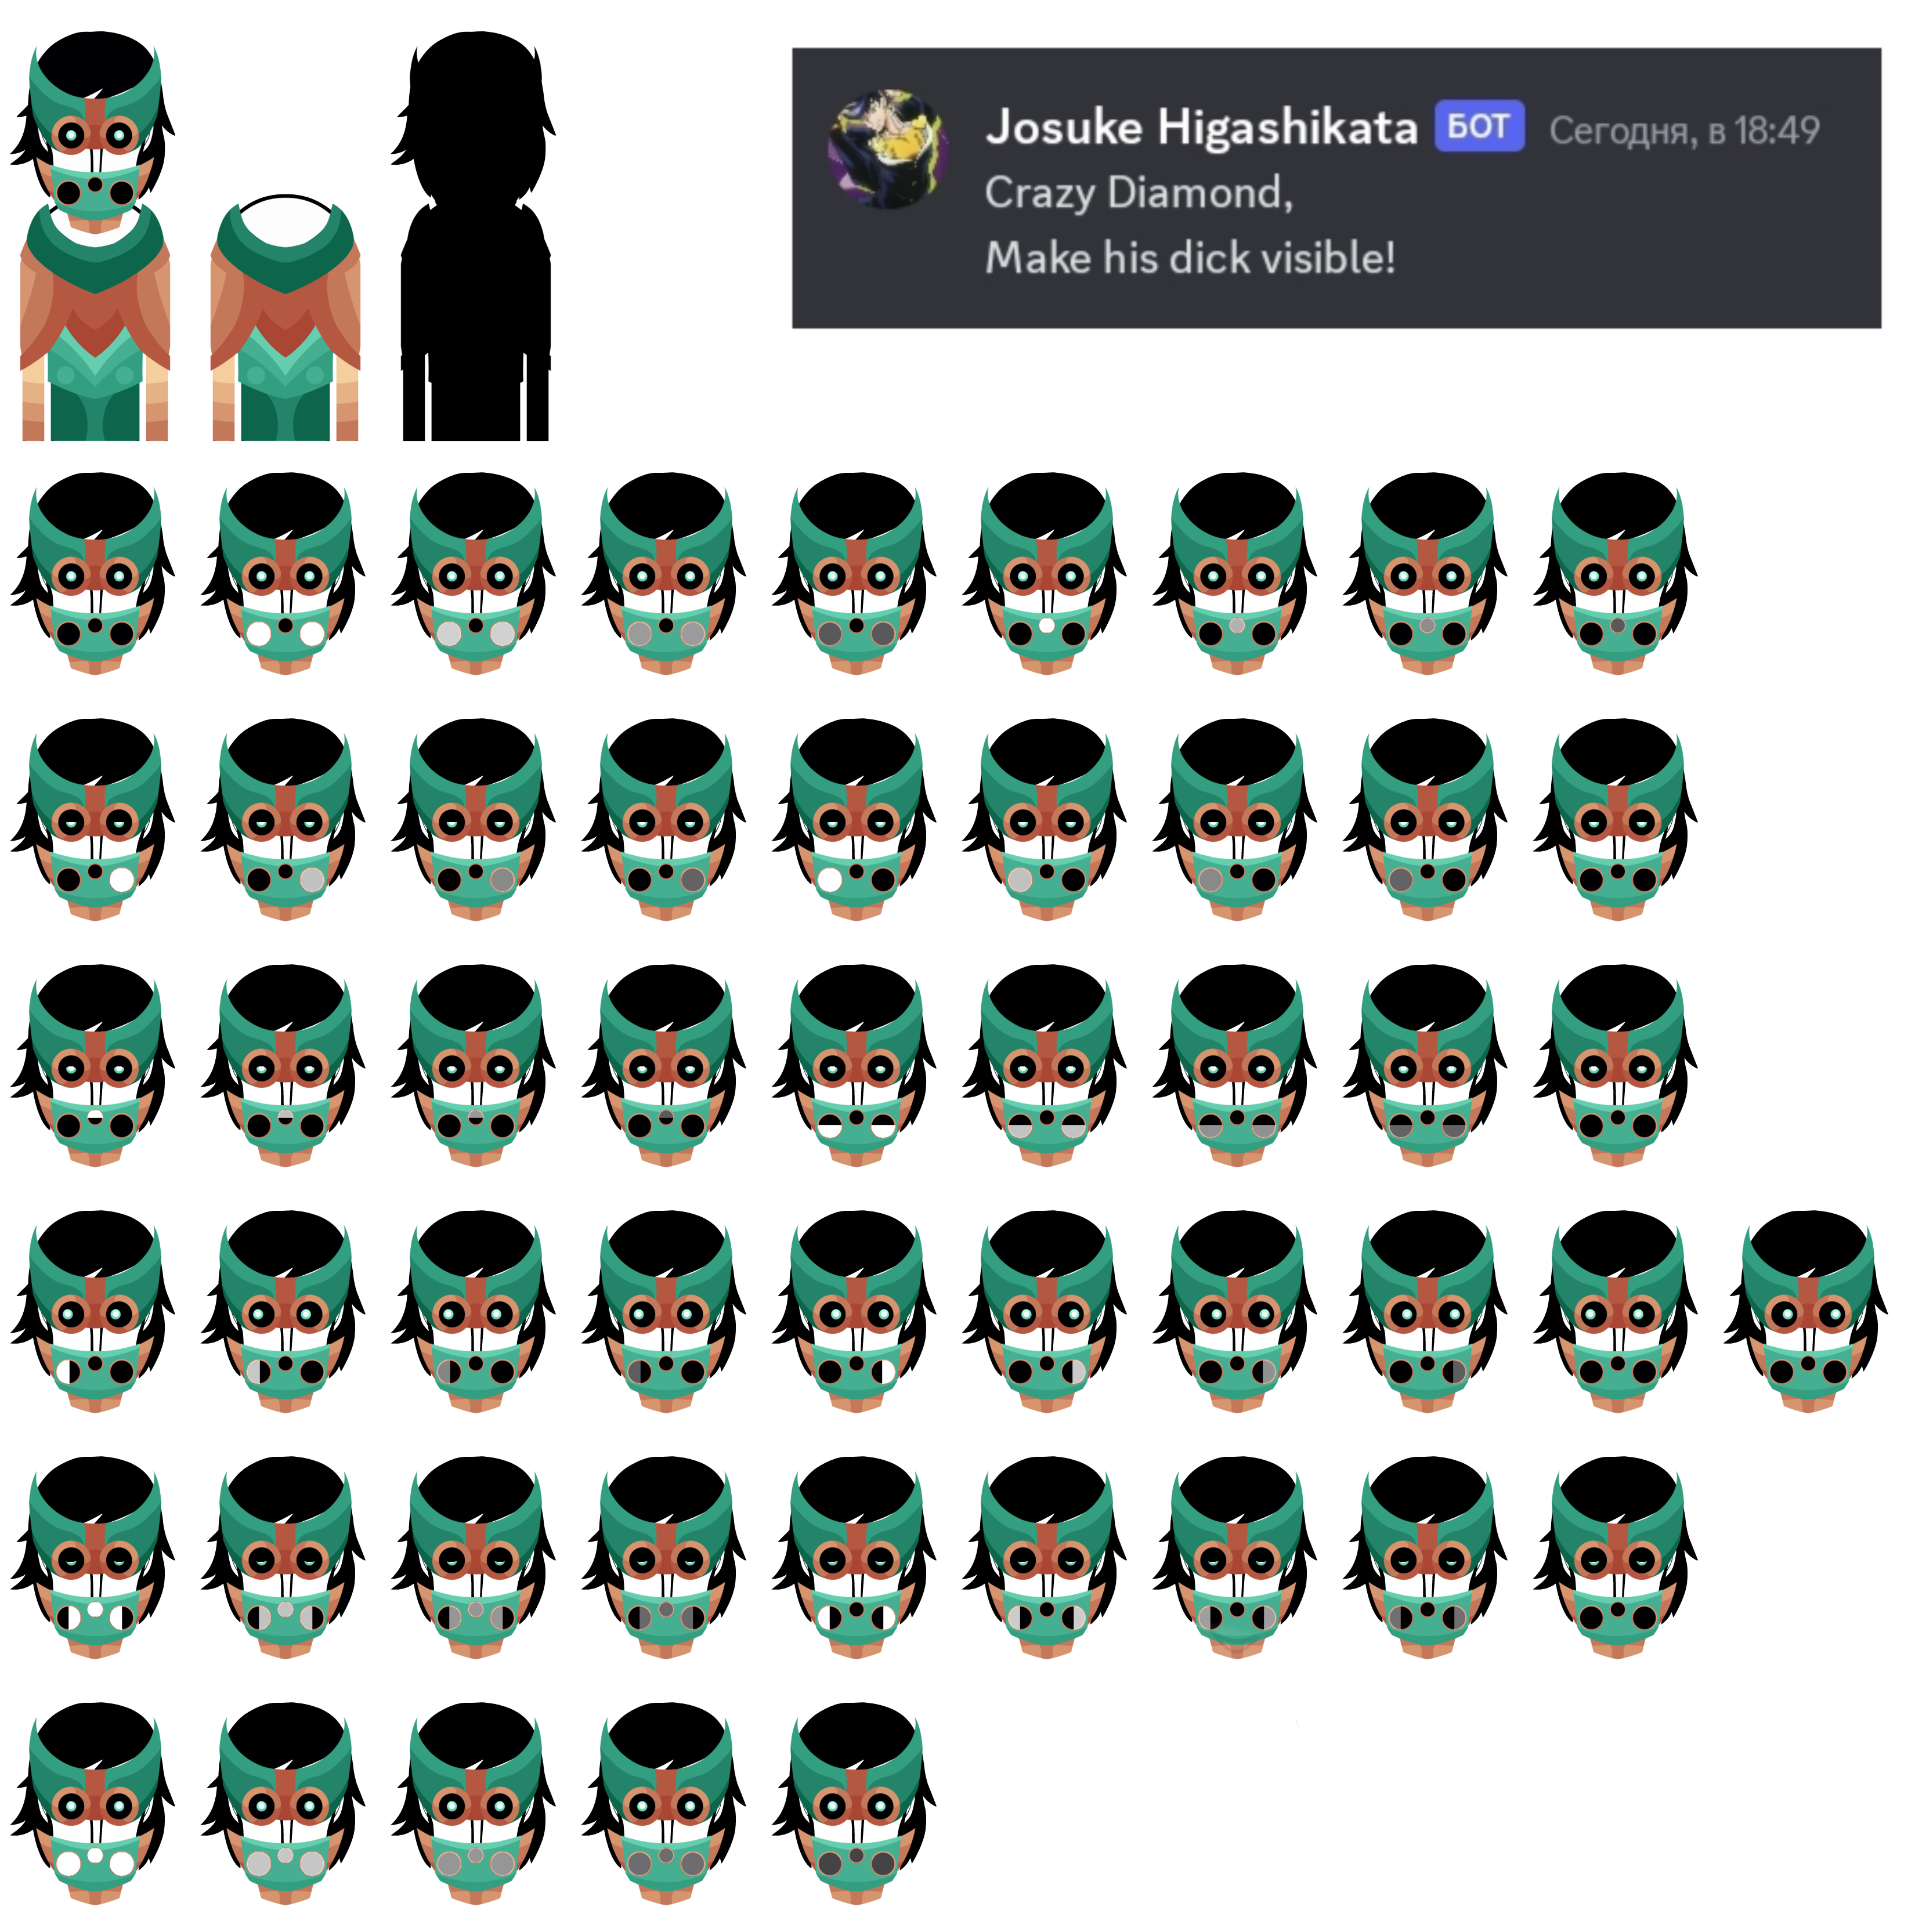 Josuke Higashikata БОТ Сегодня, в 18:49
Crazy Diamond,
Make his dick visible!